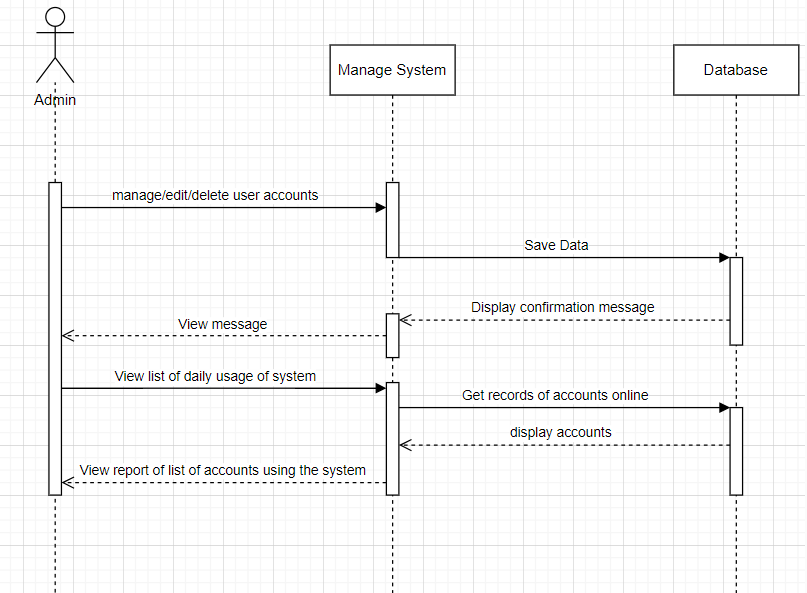 Manage System
Database
Admin
manage/edit/delete user accounts
Save Data
Display confirmation message
View message
View list of daily usage of system
Get records of accounts online
display accounts
View report of list of accounts using the system